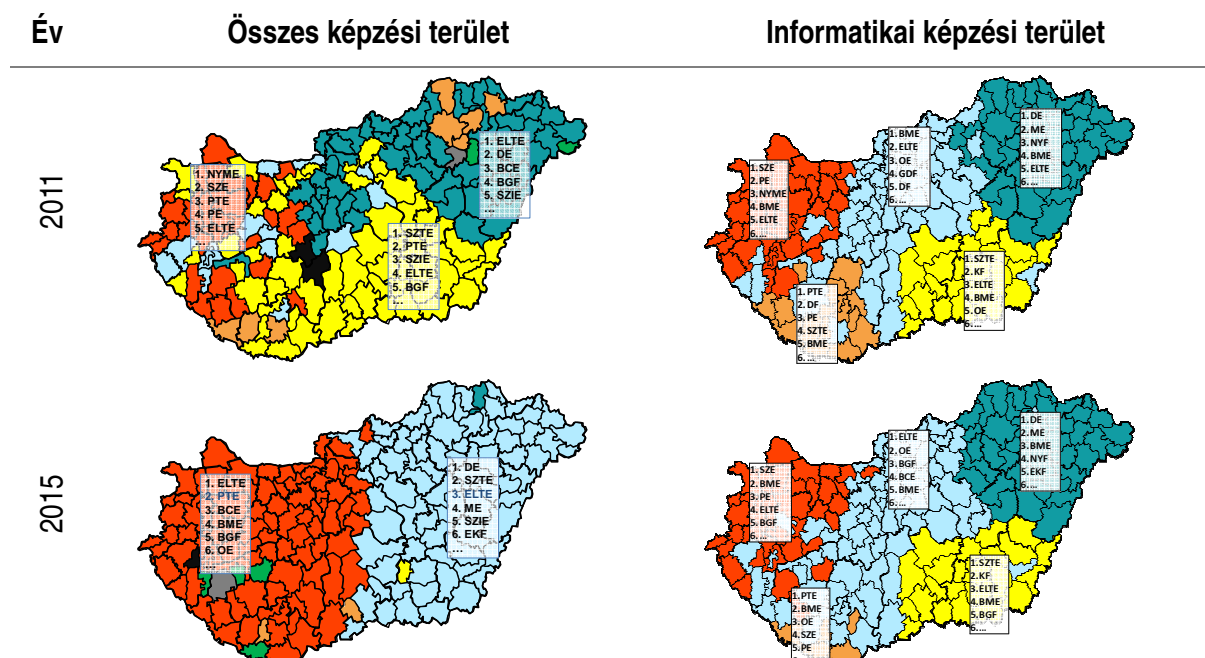 Év Összes képzési terület Informatikai képzési terület
2011
1. NYME
2. SZE
3. PTE
4. PE
5. ELTE
...
1. ELTE
2. DE
3. BCE
4. BGF
5. SZIE
...
1. SZTE
2. PTE
3. SZIE
4. ELTE
5. BGF
...
1. SZE
2. PE
3. NYME
4. BME
5. ELTE
6. ...
1. BME
2. ELTE
3. OE
4. GDF
5. DF
6. ...
1. DE
2. ME
3. NYF
4. BME
5. ELTE
6. ...
1. PTE
2. DF
3. PE
4. SZTE
5. BME
6. ...
1. SZTE
2. KF
3. ELTE
4. BME
5. OE
6. ...
2015
1. ELTE
2. PTE
3. BCE
4. BME
5. BGF
6. OE
...
1. DE
2. SZTE
3. ELTE
4. ME
5. SZIE
6. EKF
...
1. SZE
2. BME
3. PE
4. ELTE
5. BGF
6. ...
1. ELTE
2. OE
3. BGF
4. BCE
5. BME
6. ...
1. DE
2. ME
3. BME
4. NYF
5. EKF
6. ...
1. PTE
2. BME
3. OE
4. SZE
5. PE
1. SZTE
2. KF
3. ELTE
4. BME
5. BGF
6. ...